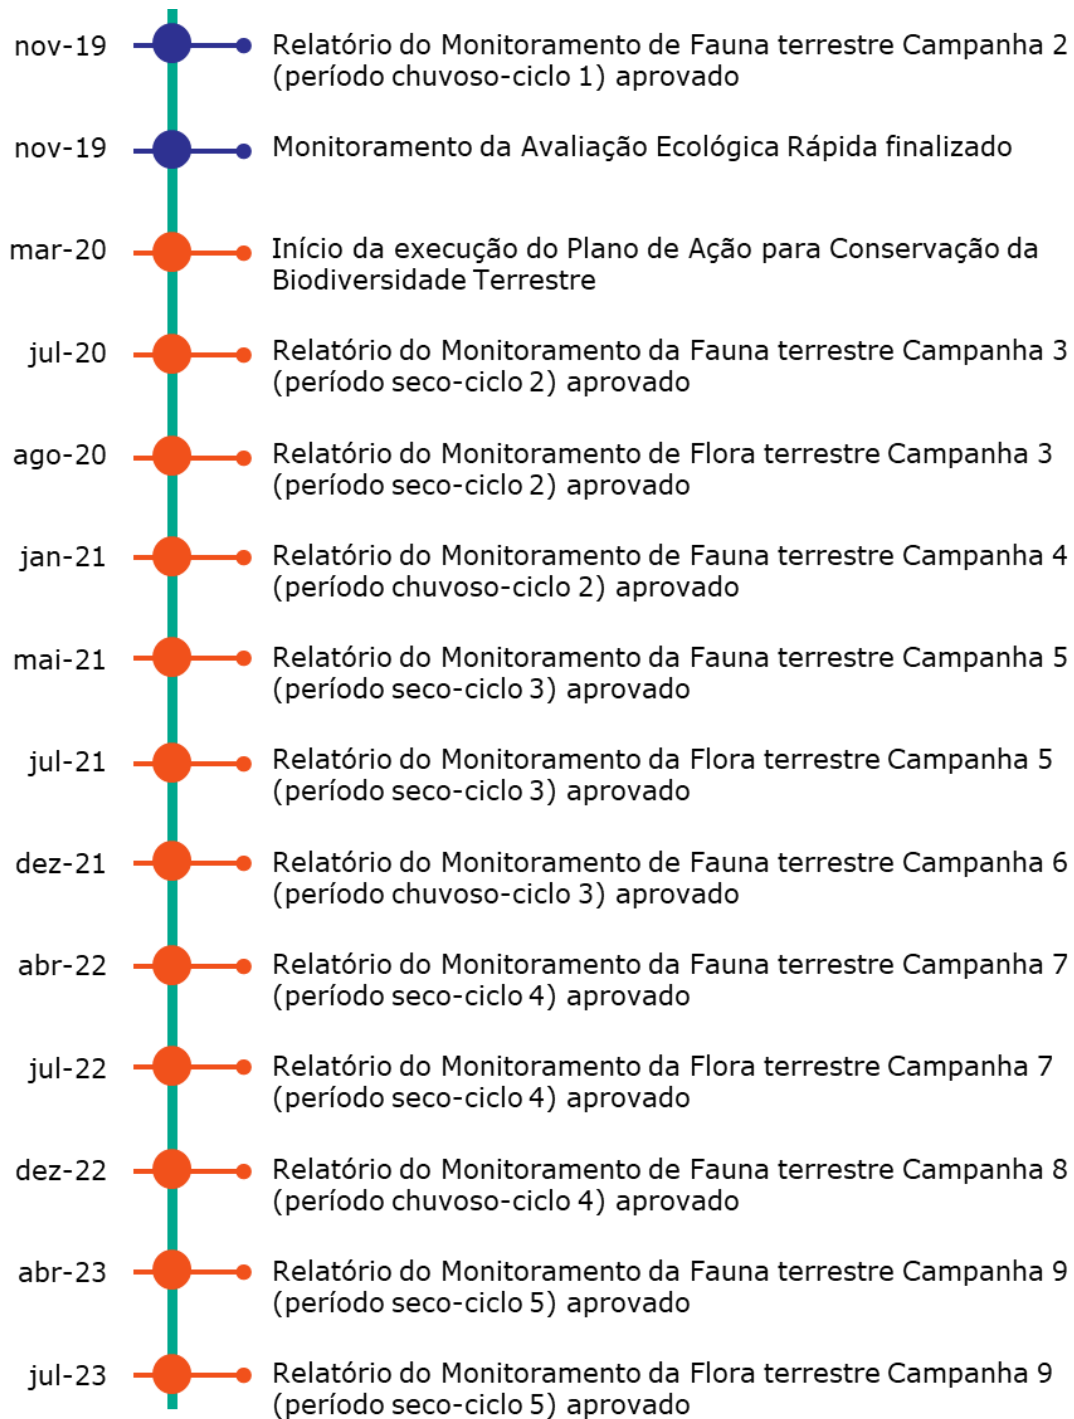 nov-19
Relatório do Monitoramento de Fauna terrestre Campanha 2
(período chuvoso-ciclo 1) aprovado
nov-19
Monitoramento da Avaliação Ecológica Rápida finalizado
mar-20
Início da execução do Plano de Ação para Conservação da
Biodiversidade Terrestre
jul-20
Relatório do Monitoramento da Fauna terrestre Campanha 3
(período seco-ciclo 2) aprovado
ago-20
Relatório do Monitoramento de Flora terrestre Campanha 3
(período seco-ciclo 2) aprovado
jan-21
Relatório do Monitoramento de Fauna terrestre Campanha 4
(período chuvoso-ciclo 2) aprovado
mai-21
Relatório do Monitoramento da Fauna terrestre Campanha 5
(período seco-ciclo 3) aprovado
jul-21
Relatório do Monitoramento da Flora terrestre Campanha 5
(período seco-ciclo 3) aprovado
dez-21
Relatório do Monitoramento de Fauna terrestre Campanha 6
(período chuvoso-ciclo 3) aprovado
abr-22
Relatório do Monitoramento da Fauna terrestre Campanha 7
(período seco-ciclo 4) aprovado
jul-22
Relatório do Monitoramento da Flora terrestre Campanha 7
(período seco-ciclo 4) aprovado
dez-22
Relatório do Monitoramento de Fauna terrestre Campanha 8
(período chuvoso-ciclo 4) aprovado
abr-23
Relatório do Monitoramento da Fauna terrestre Campanha 9
(período seco-ciclo 5) aprovado
jul-23
Relatório do Monitoramento da Flora terrestre Campanha 9
(período seco-ciclo 5) aprovado